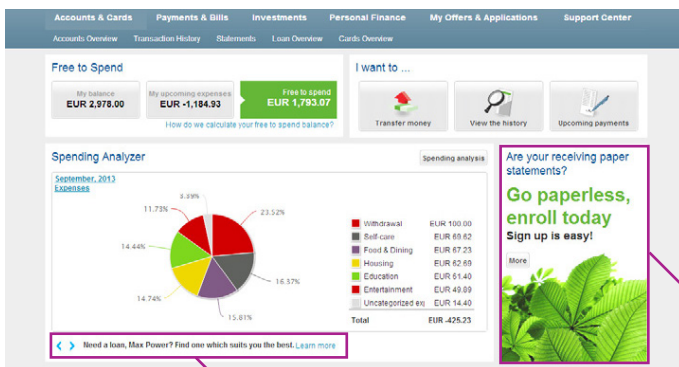 Accounts & Cards Payments & Bills Investments Personal Finance My Offers & Applications Support Center
Accounts Overview Transaction History Statements Loan Overview Cards Overview
Free to Spend
My balance
EUR 2,978.00
My upcoming expenses
EUR -1,184.93
Free to spend
EUR 1,793.07
How do we calculate your free to spend balance?
I want to ...
Transfer money
View the history
Upcoming payments
Spending Analyzer
Spending analysis
September, 2013
Expenses
3.39%
11.73%
23.52%
14.44%
16.37%
14.74%
15.81%
Withdrawal EUR 100.00
Self-care EUR 69.62
Food & Dining EUR 67.23
Housing EUR 62.69
Education EUR 61.40
Entertainment EUR 49.89
Uncategorized ex EUR 14.40
Total EUR -425.23
Need a loan, Max Power? Find one which suits you the best. Learn more
Are your receiving paper
statements?
Go paperless,
enroll today
Sign up is easy!
More